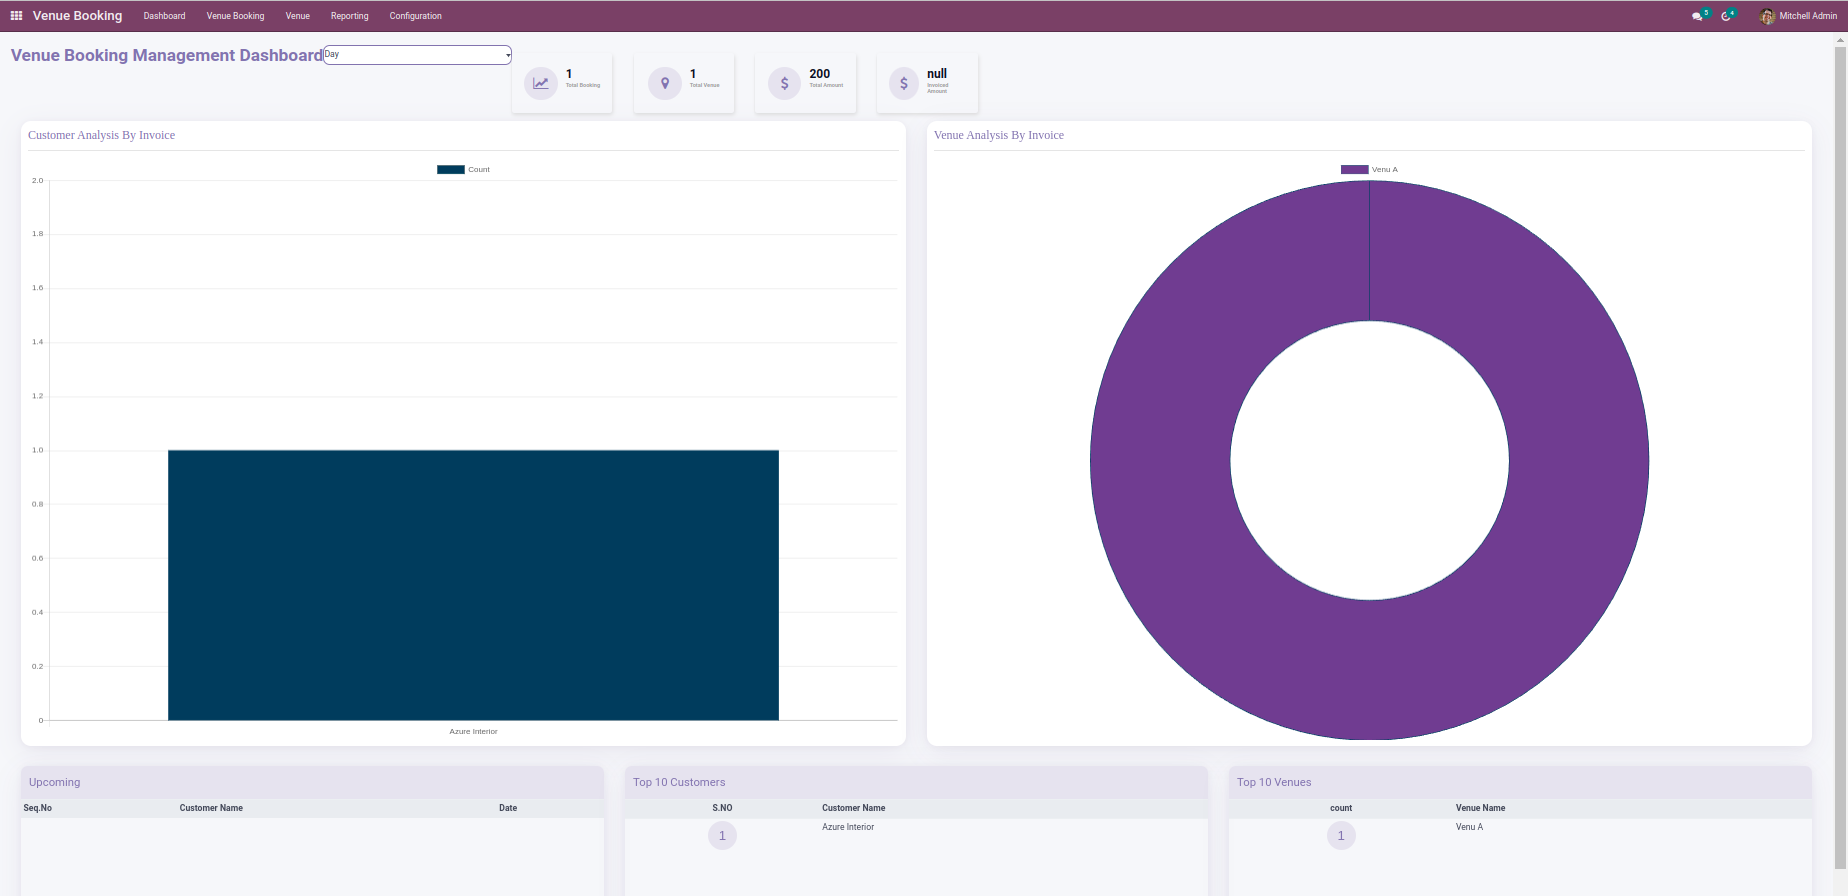 Venue Booking Dashboard Venue Booking Venue Reporting Configuration 5 4 Mitchell Admin
Venue Booking Management Dashboard Day
1
Total Booking
1
Total Venue
200
Total Amount
null
Invoiced
Amount
Customer Analysis By Invoice
Count
2.0
1.8
1.6
1.4
1.2
1.0
0.8
0.6
0.4
0.2
0
Azure Interior
Venue Analysis By Invoice
Venu A
Upcoming
Seq.No Customer Name Date
Top 10 Customers
S.NO Customer Name
1 Azure Interior
Top 10 Venues
count Venue Name
1 Venu A